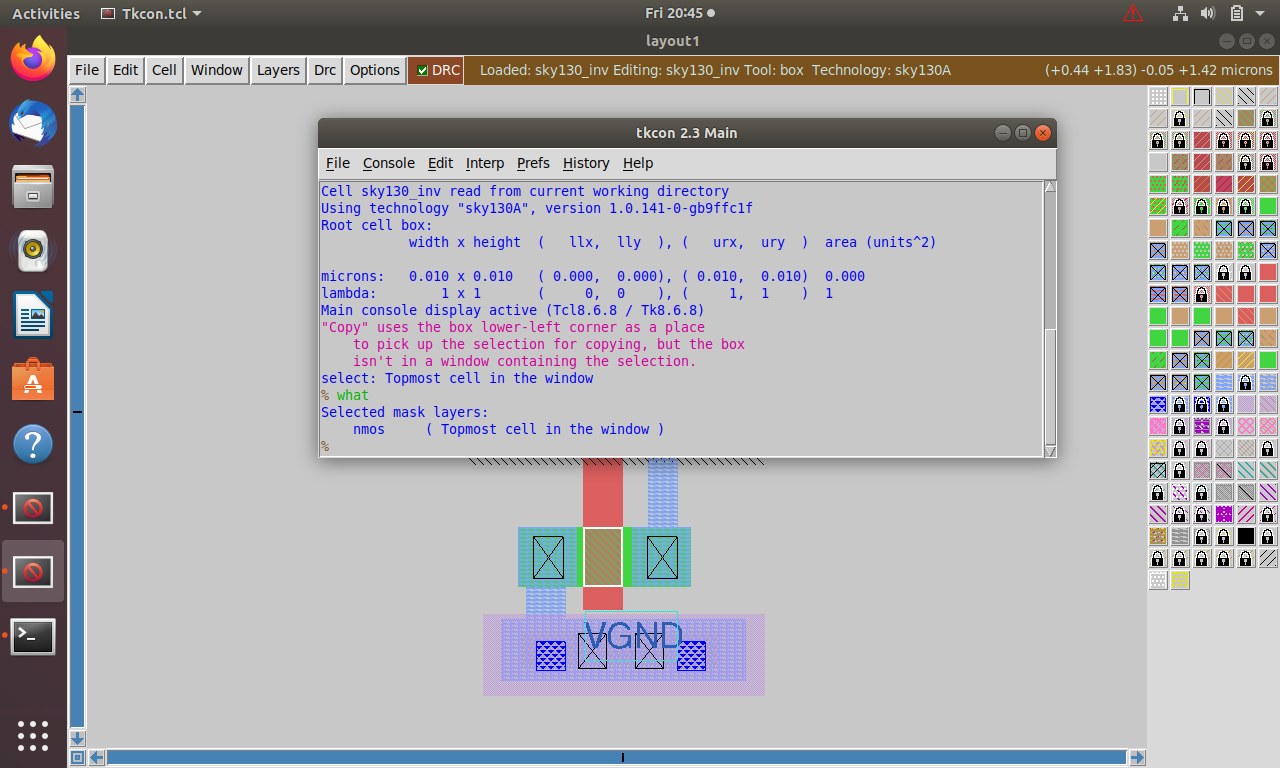 Activities Tkcon.tcl Fri 20:45
layout1
File Edit Cell Window Layers Drc Options DRC Loaded: sky130_inv Editing: sky130_inv Tool: box Technology: sky130A (+0.44 +1.83) -0.05 +1.42 microns
tkcon 2.3 Main
File Console Edit Interp Prefs History Help
Cell sky130_inv read from current working directory
Using technology "sky130A", version 1.0.141-0-gb9ffc1f
Root cell box:
width x height ( llx, lly ), ( urx, ury ) area (units^2)
microns: 0.010 x 0.010 ( 0.000, 0.000), ( 0.010, 0.010) 0.000
lambda: 1 x 1 ( 0, 0 ), ( 1, 1 ) 1
Main console display active (Tcl8.6.8 / Tk8.6.8)
"Copy" uses the box lower-left corner as a place
to pick up the selection for copying, but the box
isn't in a window containing the selection.
select: Topmost cell in the window
% what
Selected mask layers:
nmos ( Topmost cell in the window )
%
VGND